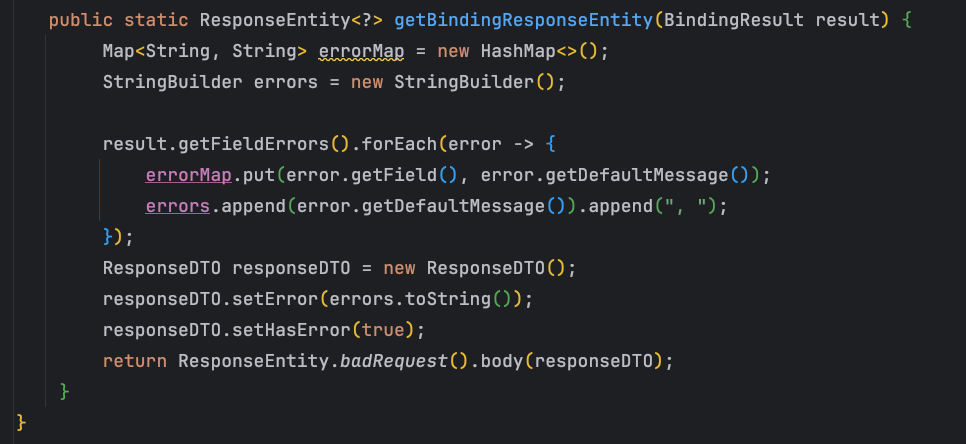 public static ResponseEntity<?> getBindingResponseEntity(BindingResult result) {
Map<String, String> errorMap = new HashMap<>();
StringBuilder errors = new StringBuilder();
result.getFieldErrors().forEach(error -> {
errorMap.put(error.getField(), error.getDefaultMessage());
errors.append(error.getDefaultMessage()).append(", ");
});
ResponseDTO responseDTO = new ResponseDTO();
responseDTO.setError(errors.toString());
responseDTO.setHasError(true);
return ResponseEntity.badRequest().body(responseDTO);
}
}